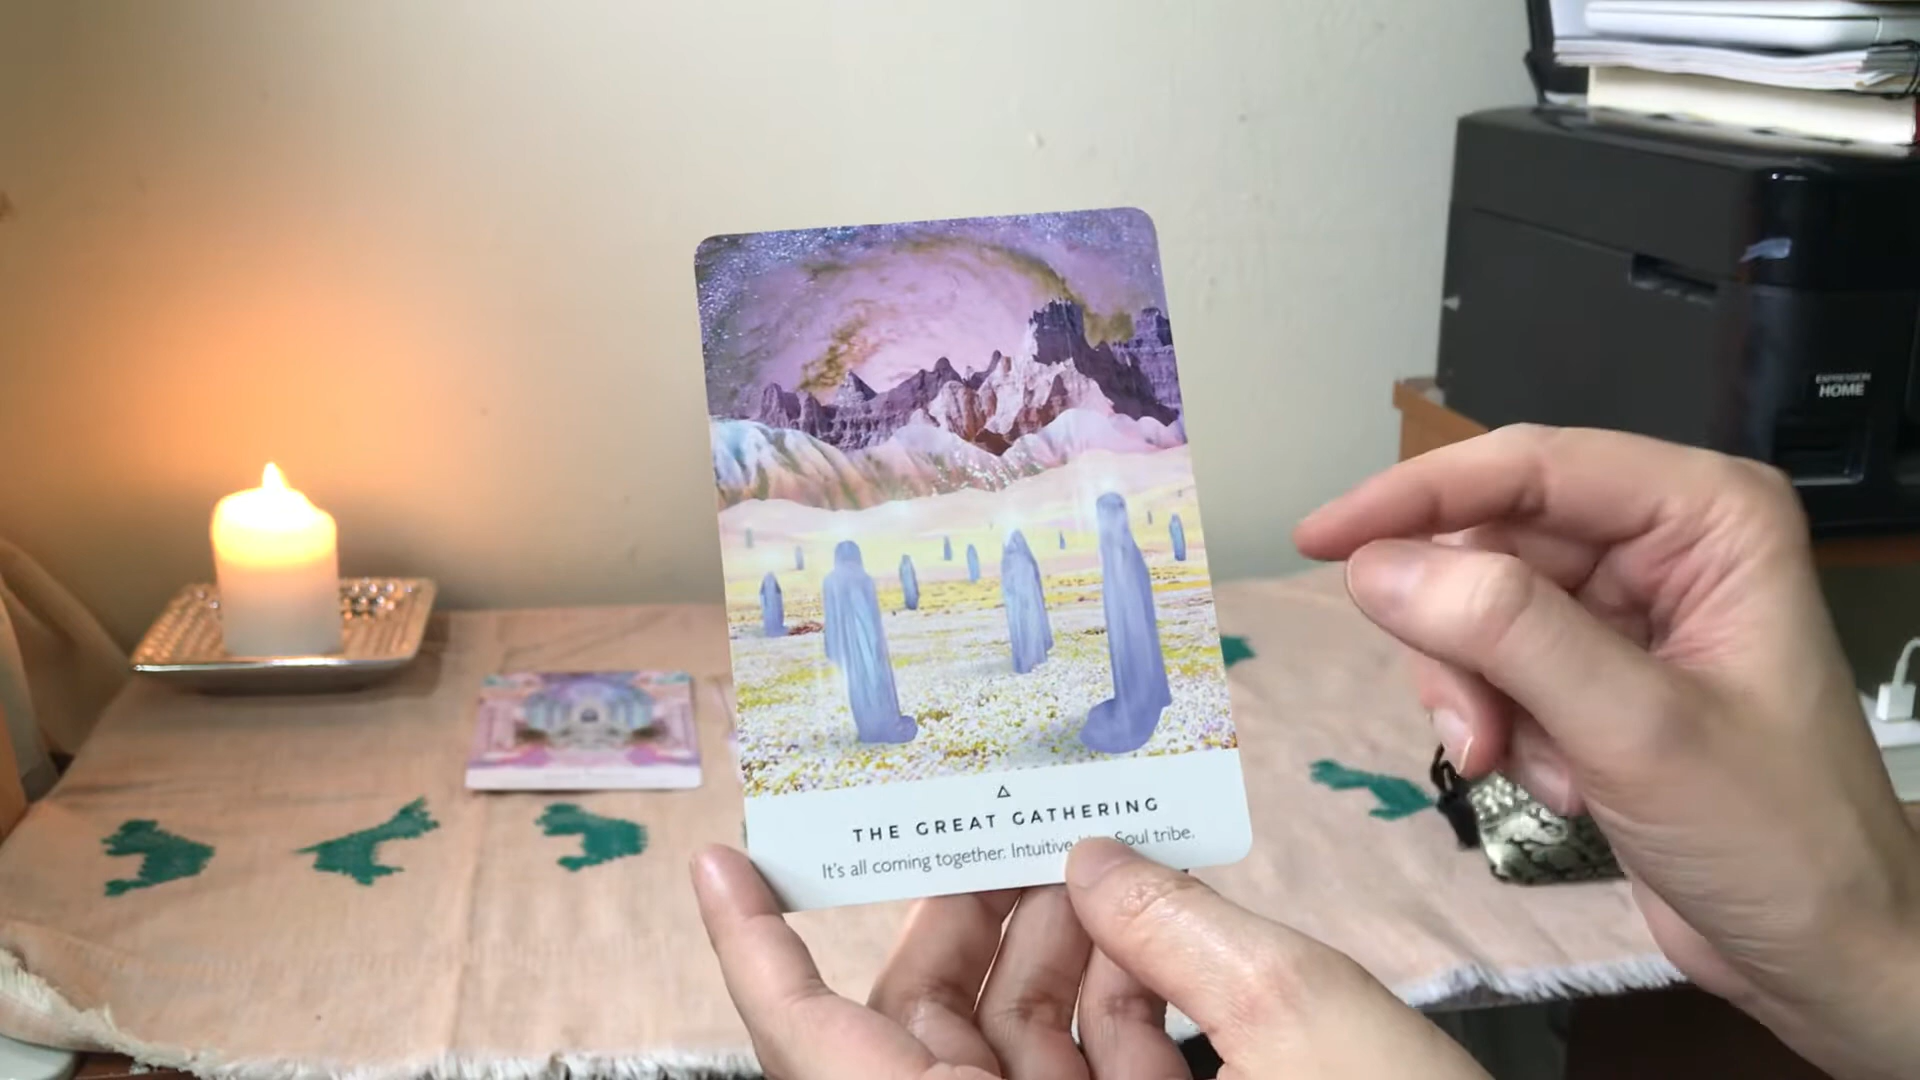 EXPRESSION
HOME
THE GREAT GATHERING
It's all coming together. Intuitive Soul tribe.